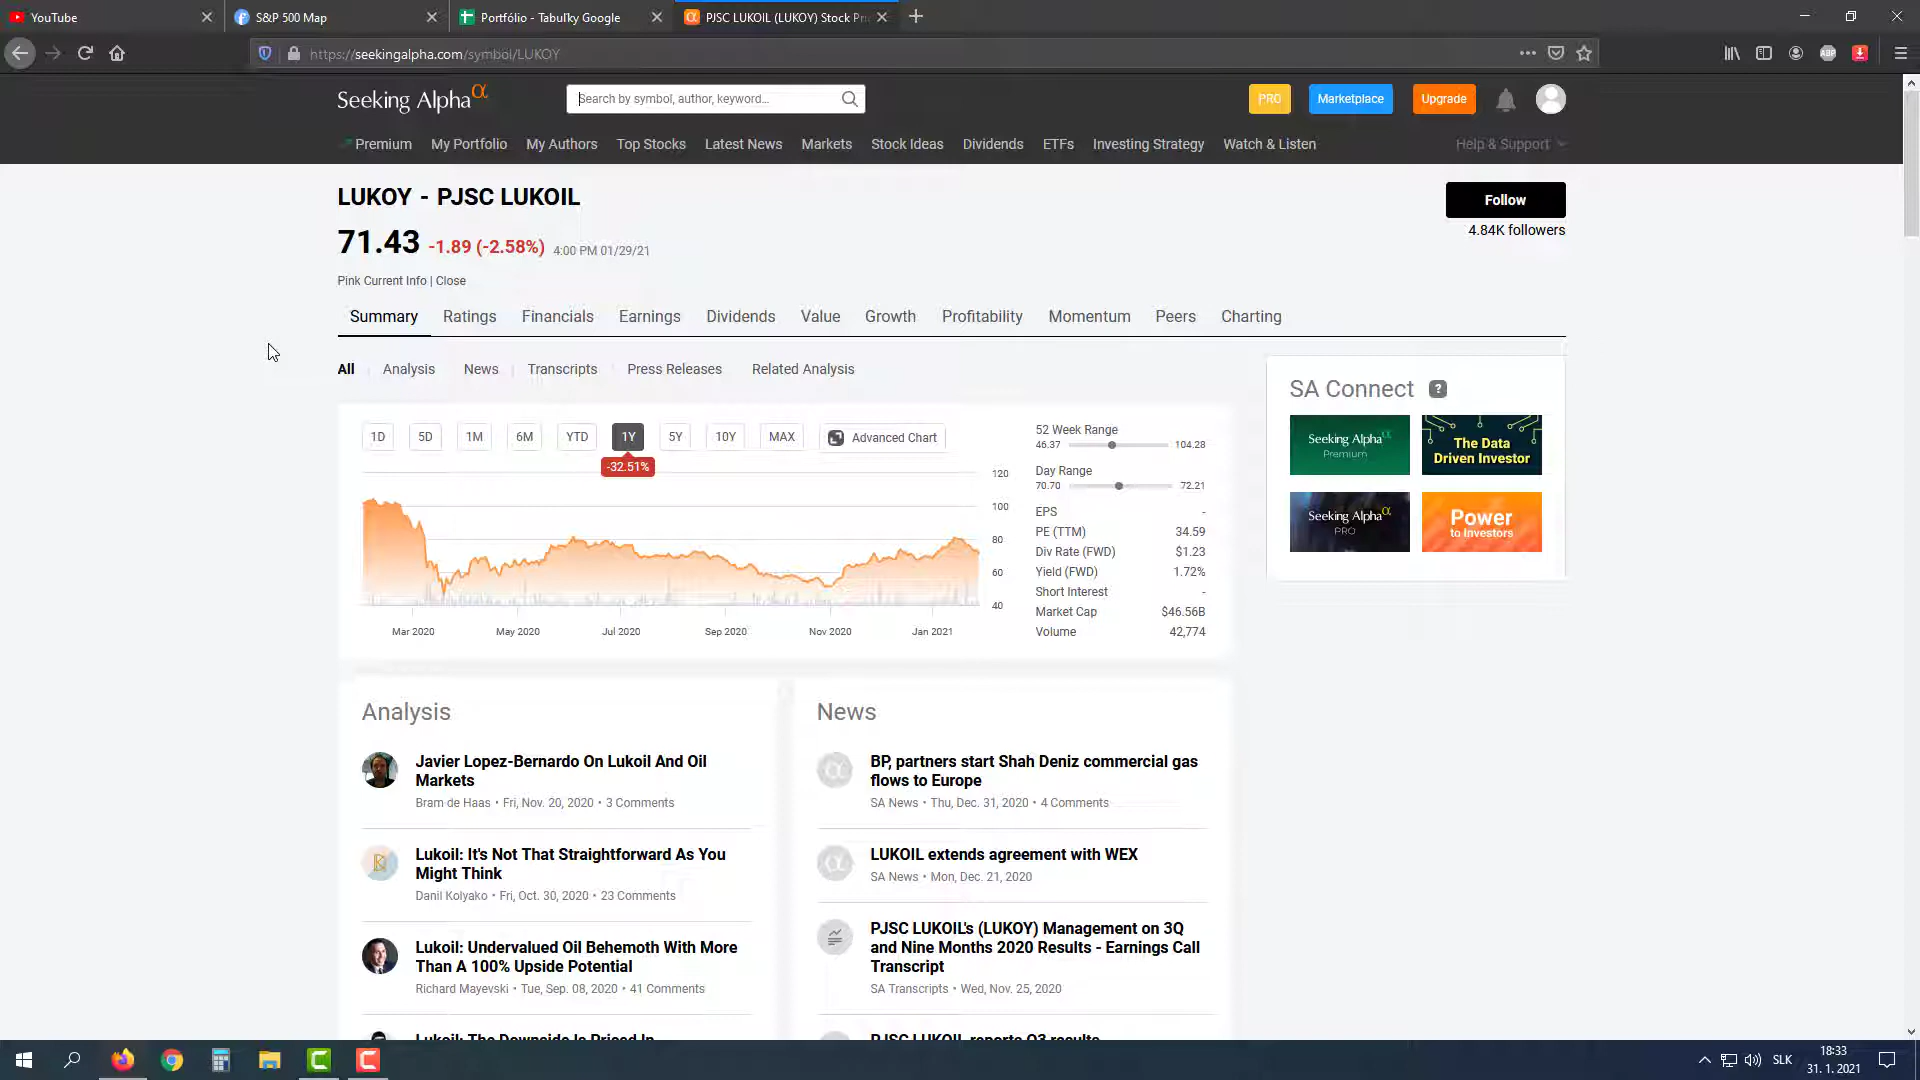 YouTube
S&P 500 Map
Portfólio - Tabuľky Google
PJSC LUKOIL (LUKOY) Stock Pri
https://seekingalpha.com/symbol/LUKOY
ABP
Seeking Alpha α
Search by symbol, author, keyword...
PRO
Marketplace
Upgrade
Premium
My Portfolio
My Authors
Top Stocks
Latest News
Markets
Stock Ideas
Dividends
ETFs
Investing Strategy
Watch & Listen
Help & Support
LUKOY - PJSC LUKOIL
Follow
71.43 -1.89 (-2.58%) 4:00 PM 01/29/21
4.84K followers
Pink Current Info | Close
Summary
Ratings
Financials
Earnings
Dividends
Value
Growth
Profitability
Momentum
Peers
Charting
All
Analysis
News
Transcripts
Press Releases
Related Analysis
1D
5D
1M
6M
YTD
1Y
5Y
10Y
MAX
Advanced Chart
-32.51%
120
100
80
60
40
Mar 2020
May 2020
Jul 2020
Sep 2020
Nov 2020
Jan 2021
52 Week Range
46.37
104.28
Day Range
70.70
72.21
EPS -
PE (TTM) 34.59
Div Rate (FWD) $1.23
Yield (FWD) 1.72%
Short Interest -
Market Cap $46.56B
Volume 42,774
SA Connect ?
Seeking Alpha α
Premium
The Data
Driven Investor
Seeking Alpha α
PRO
Power
to Investors
Analysis
Javier Lopez-Bernardo On Lukoil And Oil
Markets
Bram de Haas • Fri, Nov. 20, 2020 • 3 Comments
Lukoil: It's Not That Straightforward As You
Might Think
Danil Kolyako • Fri, Oct. 30, 2020 • 23 Comments
Lukoil: Undervalued Oil Behemoth With More
Than A 100% Upside Potential
Richard Mayevski • Tue, Sep. 08, 2020 • 41 Comments
Lukoil: The Downside Is Priced In
News
BP, partners start Shah Deniz commercial gas
flows to Europe
SA News • Thu, Dec. 31, 2020 • 4 Comments
LUKOIL extends agreement with WEX
SA News • Mon, Dec. 21, 2020
PJSC LUKOIL's (LUKOY) Management on 3Q
and Nine Months 2020 Results - Earnings Call
Transcript
SA Transcripts • Wed, Nov. 25, 2020
PJSC LUKOIL reports Q3 results
SLK
18:33
31. 1. 2021